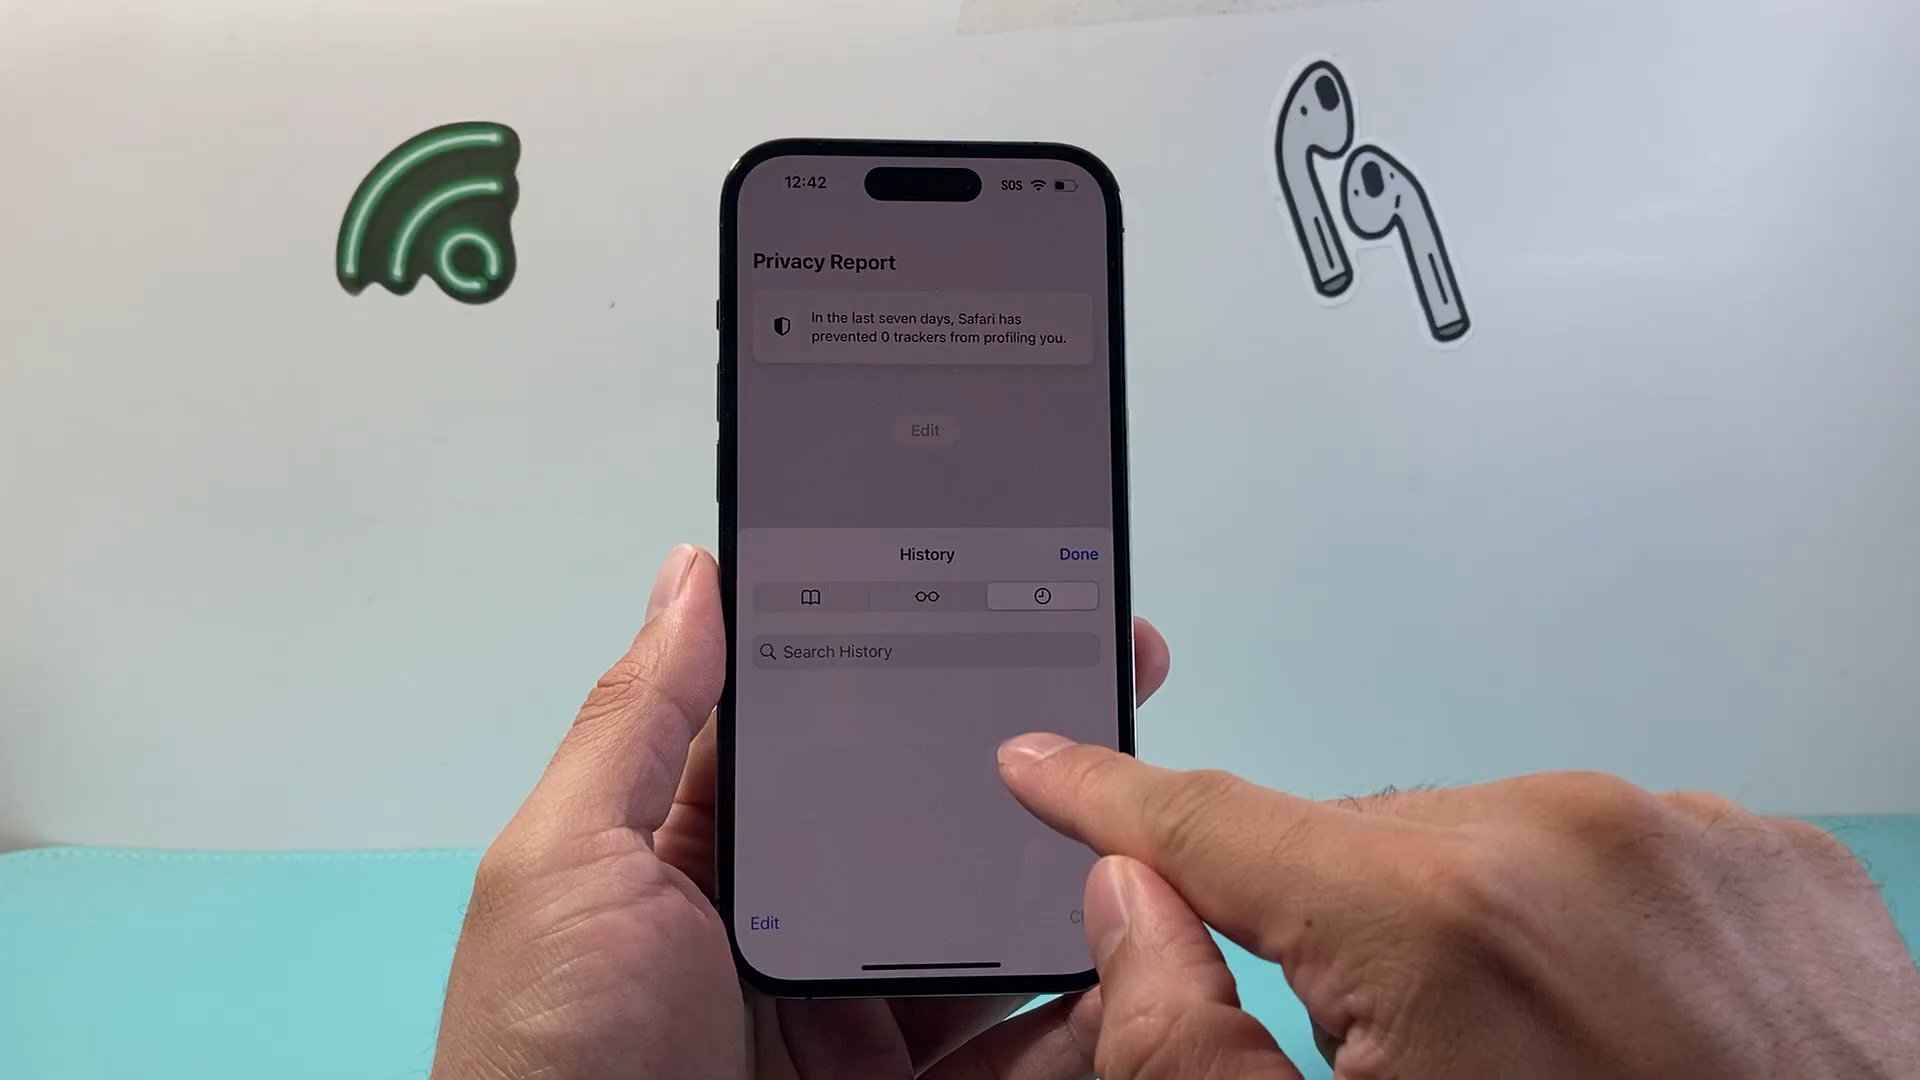 12:42
SOS
Privacy Report
In the last seven days, Safari has
prevented 0 trackers from profiling you.
Edit
History
Done
Search History
Edit